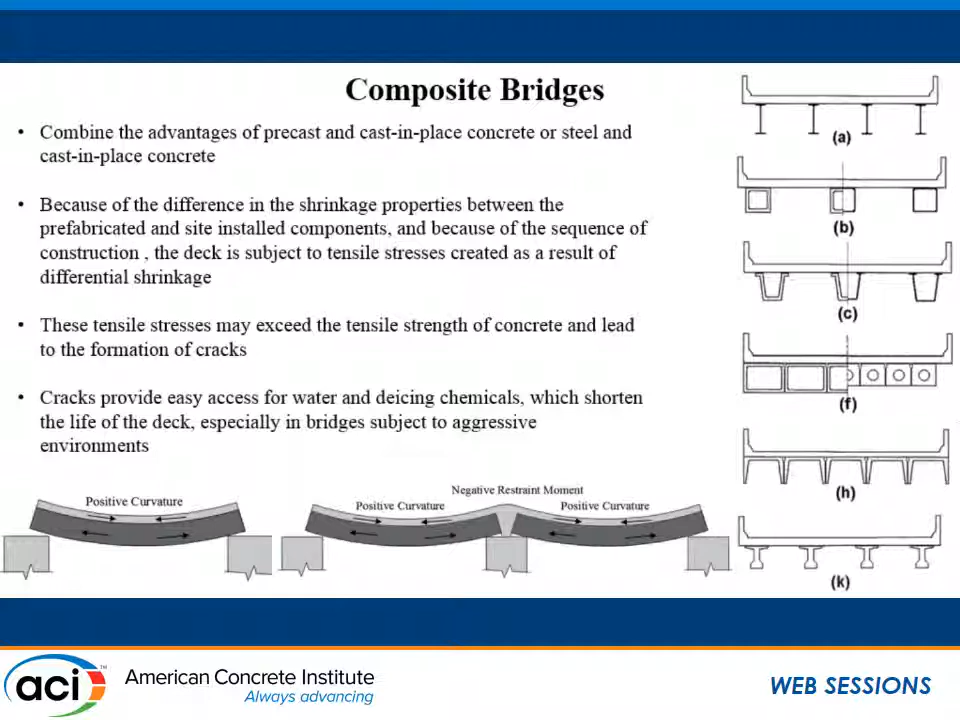 Composite Bridges
• Combine the advantages of precast and cast-in-place concrete or steel and
cast-in-place concrete
• Because of the difference in the shrinkage properties between the
prefabricated and site installed components, and because of the sequence of
construction , the deck is subject to tensile stresses created as a result of
differential shrinkage
• These tensile stresses may exceed the tensile strength of concrete and lead
to the formation of cracks
• Cracks provide easy access for water and deicing chemicals, which shorten
the life of the deck, especially in bridges subject to aggressive
environments
Positive Curvature
Negative Restraint Moment
Positive Curvature
Positive Curvature
(a)
(b)
(c)
(f)
(h)
(k)
aci™
American Concrete Institute
Always advancing
WEB SESSIONS